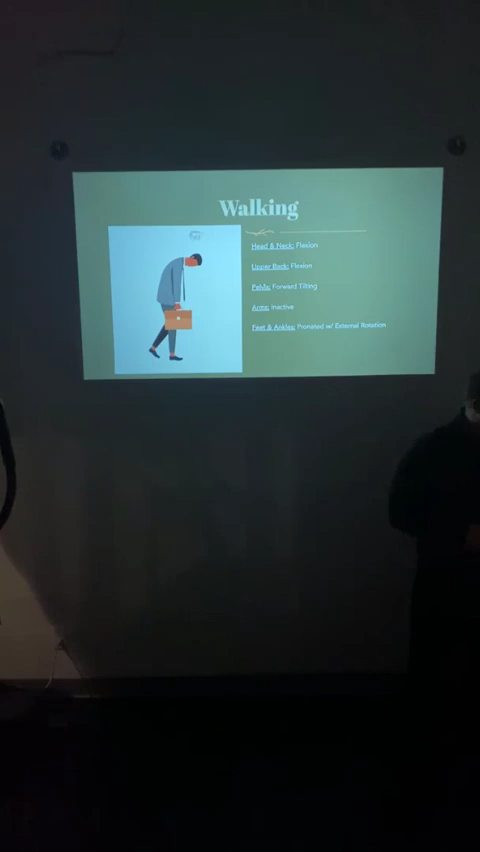 Walking
Head & Neck: Flexion
Upper Back: Flexion
Pelvis: Forward Tilting
Arms: Inactive
Feet & Ankles: Pronated w/ External Rotation